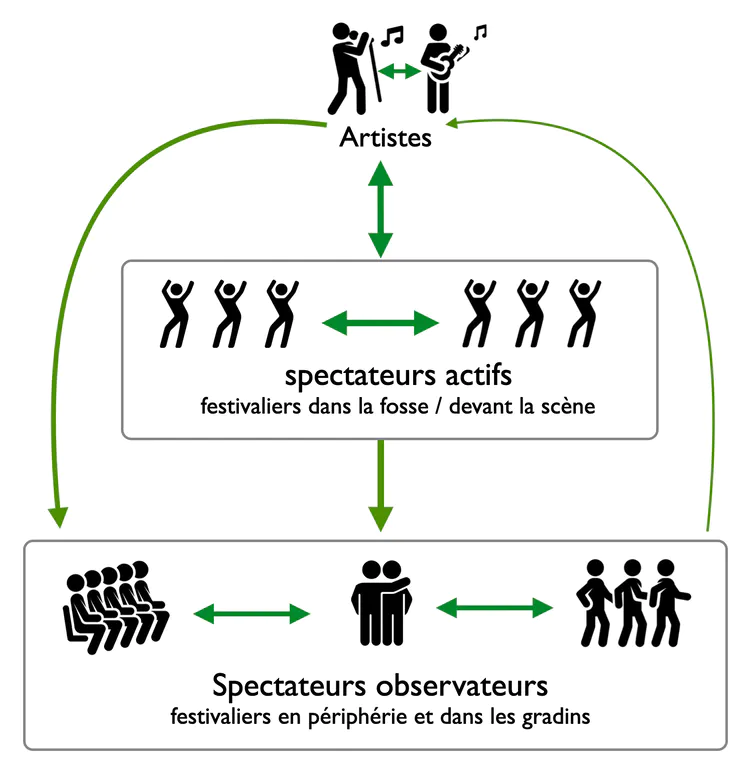 Artistes
spectateurs actifs
festivaliers dans la fosse / devant la scène
Spectateurs observateurs
festivaliers en périphérie et dans les gradins